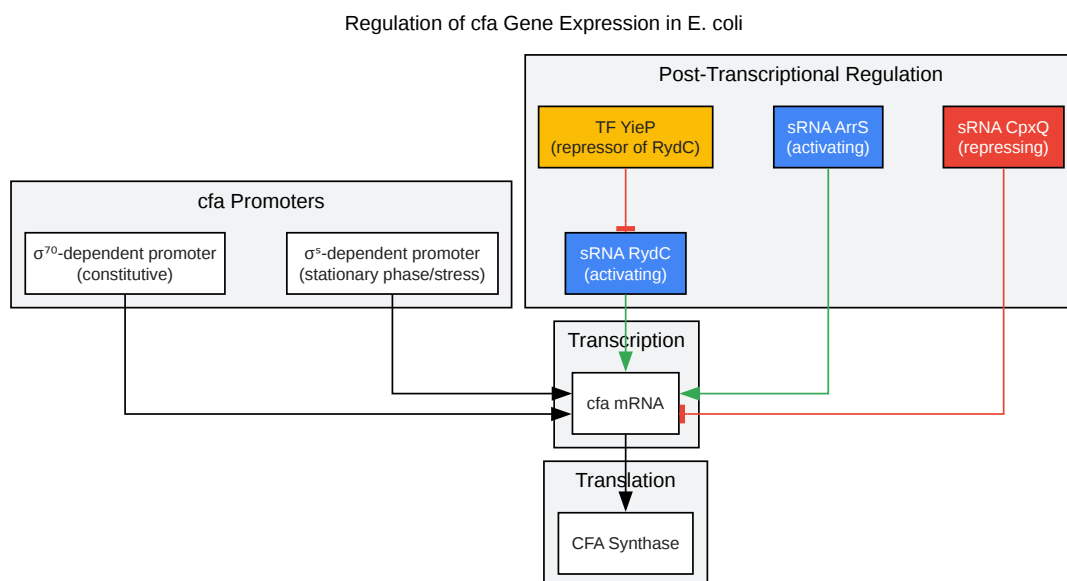 Regulation of cfa Gene Expression in E. coli
Post-Transcriptional Regulation
TF YieP
(repressor of RydC)
sRNA ArrS
(activating)
sRNA CpxQ
(repressing)
cfa Promoters
σ⁷⁰-dependent promoter
(constitutive)
σˢ-dependent promoter
(stationary phase/stress)
sRNA RydC
(activating)
Transcription
cfa mRNA
Translation
CFA Synthase